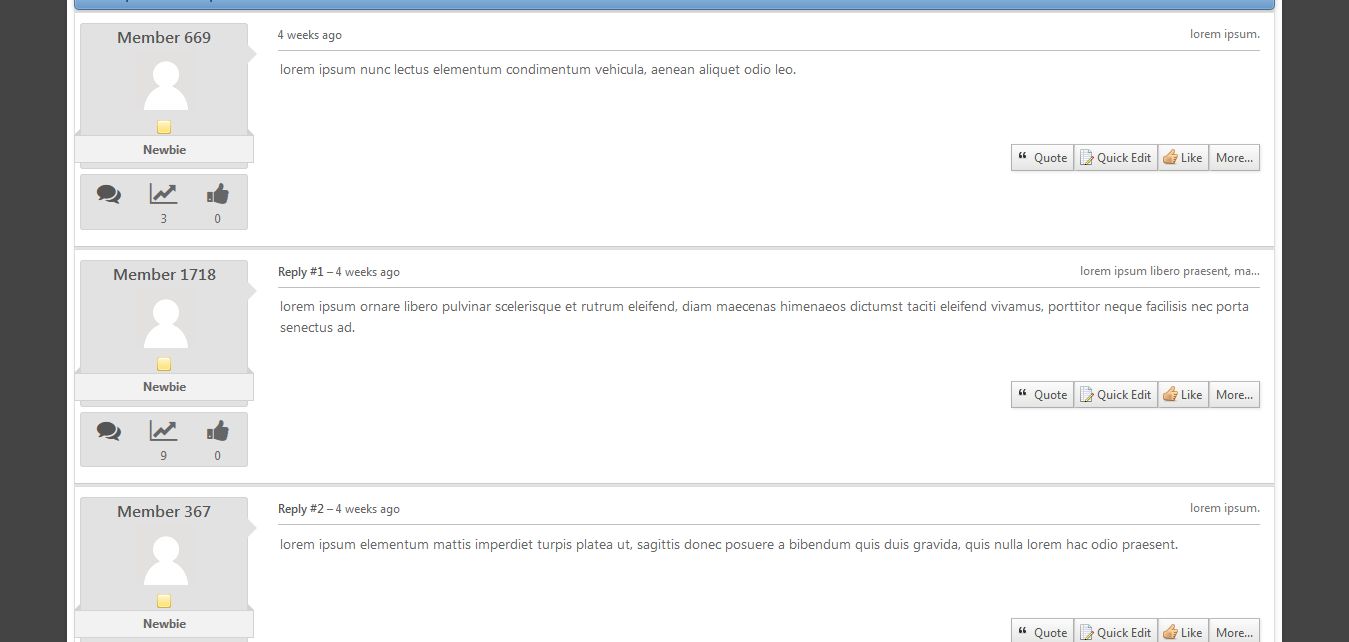 Member 669
4 weeks ago
lorem ipsum.
lorem ipsum nunc lectus elementum condimentum vehicula, aenean aliquet odio leo.
Newbie
Quote
Quick Edit
Like
More...
3
0
Member 1718
Reply #1 – 4 weeks ago
lorem ipsum libero praesent, ma...
lorem ipsum ornare libero pulvinar scelerisque et rutrum eleifend, diam maecenas himenaeos dictumst taciti eleifend vivamus, porttitor neque facilisis nec porta
senectus ad.
Newbie
Quote
Quick Edit
Like
More...
9
0
Member 367
Reply #2 – 4 weeks ago
lorem ipsum.
lorem ipsum elementum mattis imperdiet turpis platea ut, sagittis donec posuere a bibendum quis duis gravida, quis nulla lorem hac odio praesent.
Newbie
Quote
Quick Edit
Like
More...